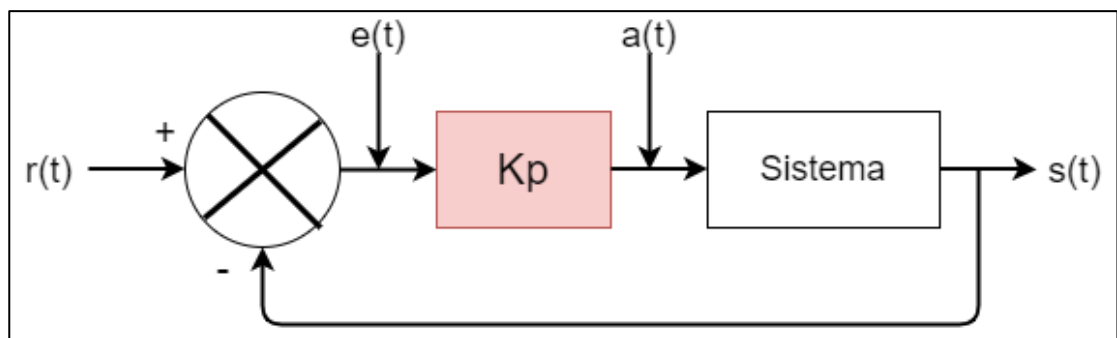 e(t)
a(t)
+
r(t)
Kp
Sistema
s(t)
-